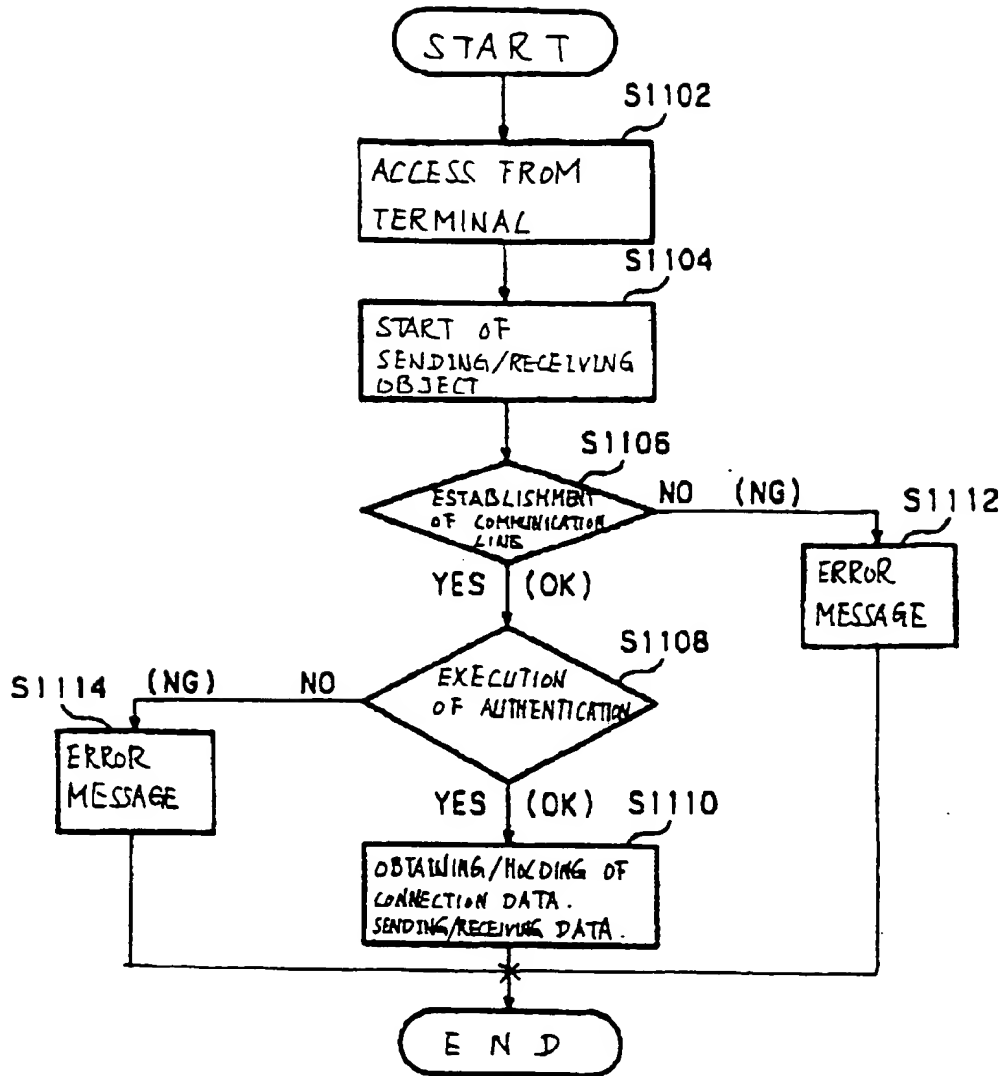 START
S1102
ACCESS FROM
TERMINAL
S1104
START OF
SENDING/RECEIVING
OBJECT
S1106
ESTABLISHMENT
OF COMMUNICATION
LINE
NO (NG)
S1112
ERROR
MESSAGE
YES (OK)
S1108
EXECUTION
OF AUTHENTICATION
S1114
(NG) NO
ERROR
MESSAGE
YES (OK)
S1110
OBTAINING/HOLDING OF
CONNECTION DATA.
SENDING/RECEIVING DATA.
END